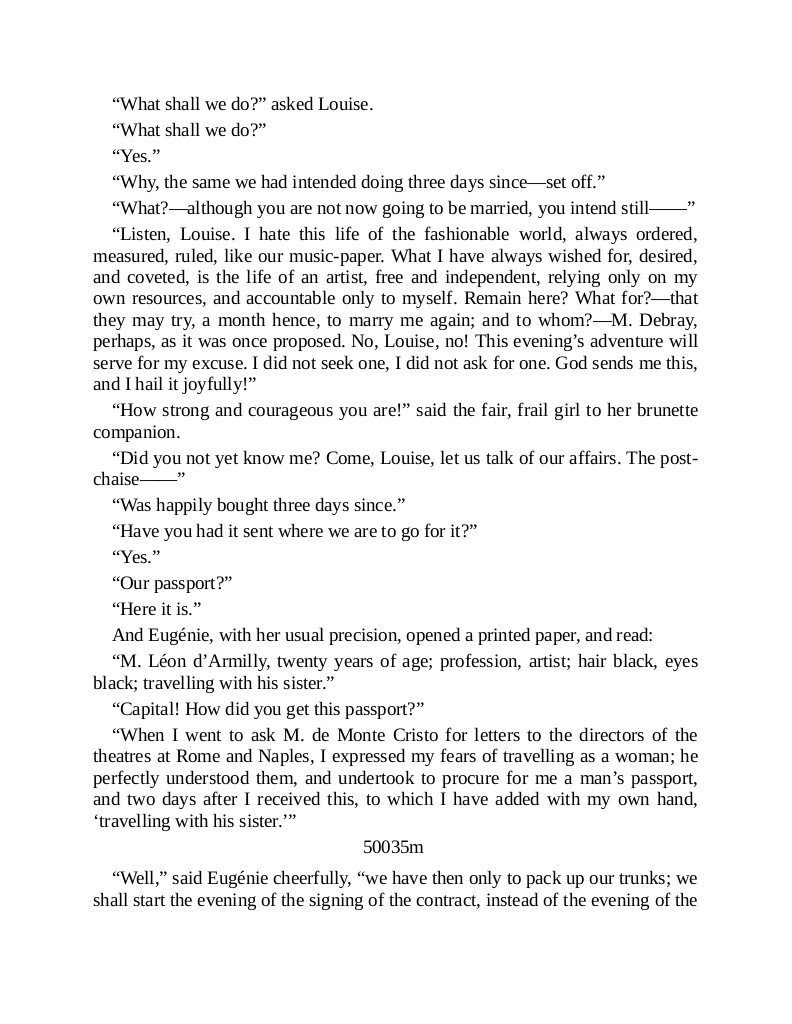 “What shall we do?” asked Louise.
“What shall we do?”
“Yes.”
“Why, the same we had intended doing three days since—set off.”
“What?—although you are not now going to be married, you intend still——”
“Listen, Louise. I hate this life of the fashionable world, always ordered,
measured, ruled, like our music-paper. What I have always wished for, desired,
and coveted, is the life of an artist, free and independent, relying only on my
own resources, and accountable only to myself. Remain here? What for?—that
they may try, a month hence, to marry me again; and to whom?—M. Debray,
perhaps, as it was once proposed. No, Louise, no! This evening’s adventure will
serve for my excuse. I did not seek one, I did not ask for one. God sends me this,
and I hail it joyfully!”
“How strong and courageous you are!” said the fair, frail girl to her brunette
companion.
“Did you not yet know me? Come, Louise, let us talk of our affairs. The post-
chaise——”
“Was happily bought three days since.”
“Have you had it sent where we are to go for it?”
“Yes.”
“Our passport?”
“Here it is.”
And Eugénie, with her usual precision, opened a printed paper, and read:
“M. Léon d’Armilly, twenty years of age; profession, artist; hair black, eyes
black; travelling with his sister.”
“Capital! How did you get this passport?”
“When I went to ask M. de Monte Cristo for letters to the directors of the
theatres at Rome and Naples, I expressed my fears of travelling as a woman; he
perfectly understood them, and undertook to procure for me a man’s passport,
and two days after I received this, to which I have added with my own hand,
‘travelling with his sister.’”
50035m
“Well,” said Eugénie cheerfully, “we have then only to pack up our trunks; we
shall start the evening of the signing of the contract, instead of the evening of the